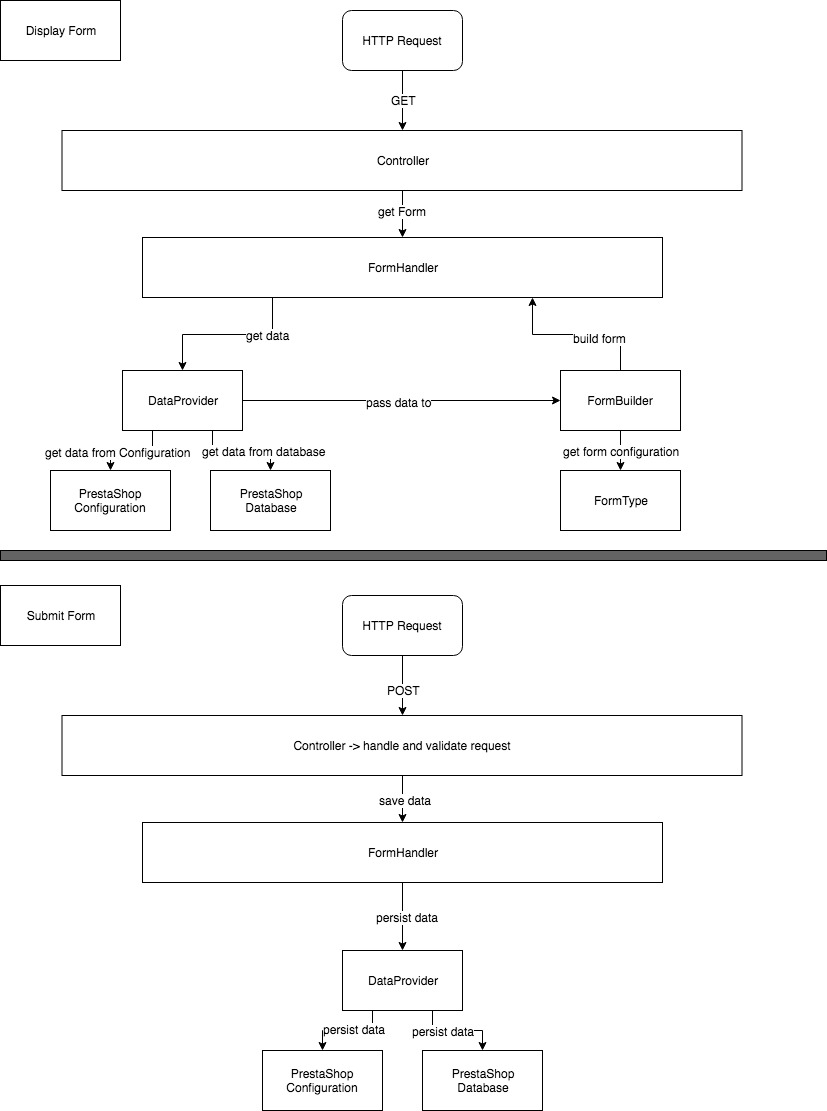 Display Form
HTTP Request
GET
Controller
get Form
FormHandler
get data
build form
DataProvider
pass data to
FormBuilder
get data from Configuration
get data from database
get form configuration
PrestaShop
Configuration
PrestaShop
Database
FormType
Submit Form
HTTP Request
POST
Controller -> handle and validate request
save data
FormHandler
persist data
DataProvider
persist data
persist data
PrestaShop
Configuration
PrestaShop
Database